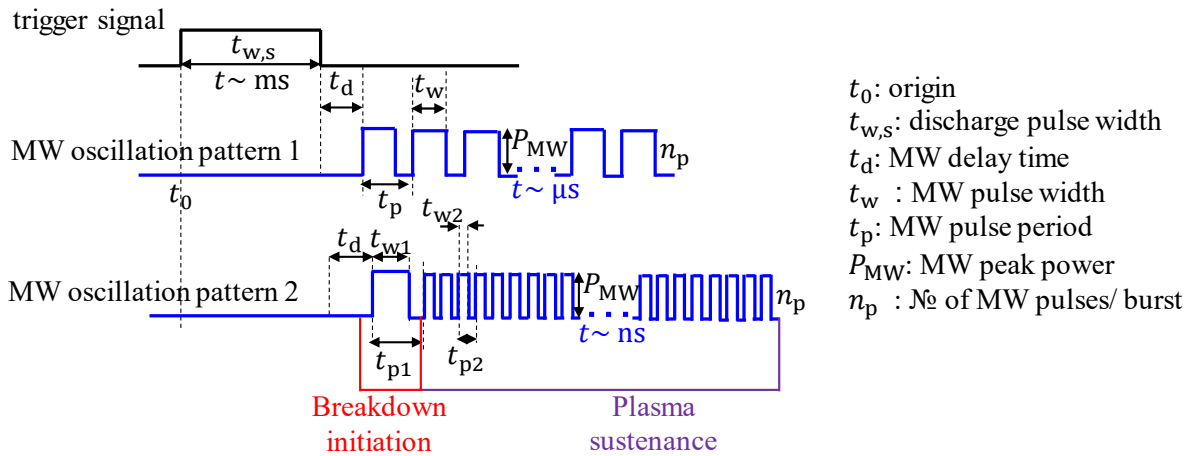 trigger signal
t_w,s
t~ ms
t_d
t_w
MW oscillation pattern 1
P_MW
n_p
t_0
t_p
t~ μs
t_w2
t_d
t_w1
MW oscillation pattern 2
P_MW
n_p
t~ ns
t_p1
t_p2
Breakdown
initiation
Plasma
sustenance
t_0: origin
t_w,s: discharge pulse width
t_d: MW delay time
t_w : MW pulse width
t_p: MW pulse period
P_MW: MW peak power
n_p : № of MW pulses/ burst